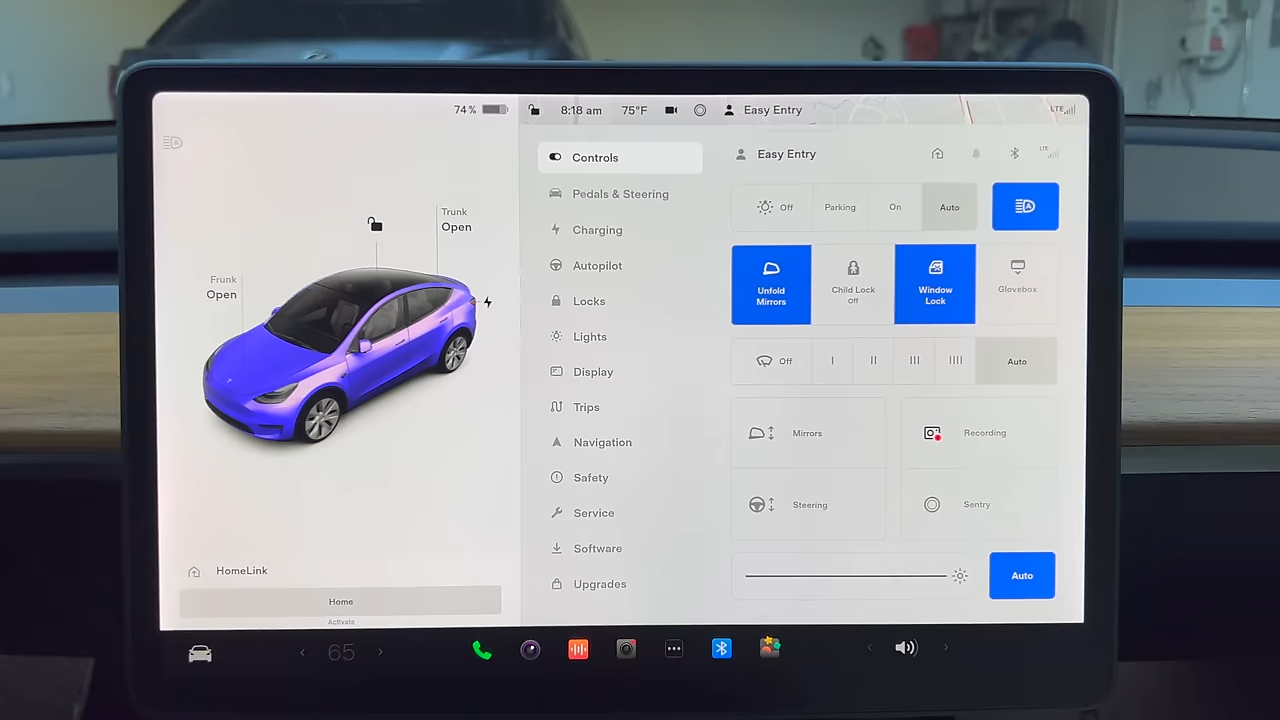 74 %
8:18 am 75°F Easy Entry LTE
Trunk
Open
Frunk
Open
HomeLink
Home
Activate
Controls
Pedals & Steering
Charging
Autopilot
Locks
Lights
Display
Trips
Navigation
Safety
Service
Software
Upgrades
Easy Entry LTE
Off Parking On Auto
Unfold
Mirrors
Child Lock
Off
Window
Lock
Glovebox
Off I II III IIII Auto
Mirrors
Recording
Steering
Sentry
Auto
65